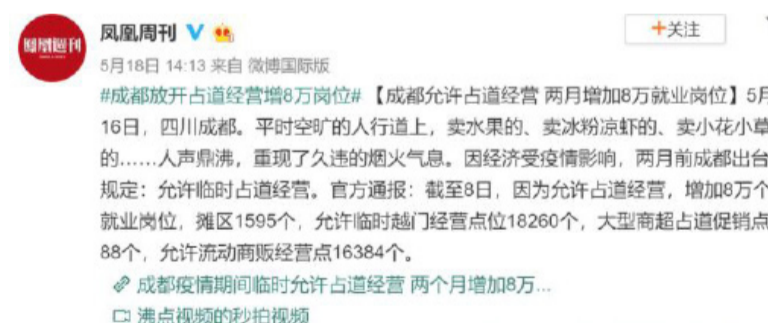 鳳凰週刊
凤凰周刊
+关注
5月18日 14:13 来自 微博国际版
#成都放开占道经营增8万岗位# 【成都允许占道经营 两月增加8万就业岗位】5月
16日，四川成都。平时空旷的人行道上，卖水果的、卖冰粉凉虾的、卖小花小草
的……人声鼎沸，重现了久违的烟火气息。因经济受疫情影响，两月前成都出台
规定：允许临时占道经营。官方通报：截至8日，因为允许占道经营，增加8万个
就业岗位，摊区1595个，允许临时越门经营点位18260个，大型商超占道促销点
88个，允许流动商贩经营点16384个。
成都疫情期间临时允许占道经营 两个月增加8万...
沸点视频的秒拍视频